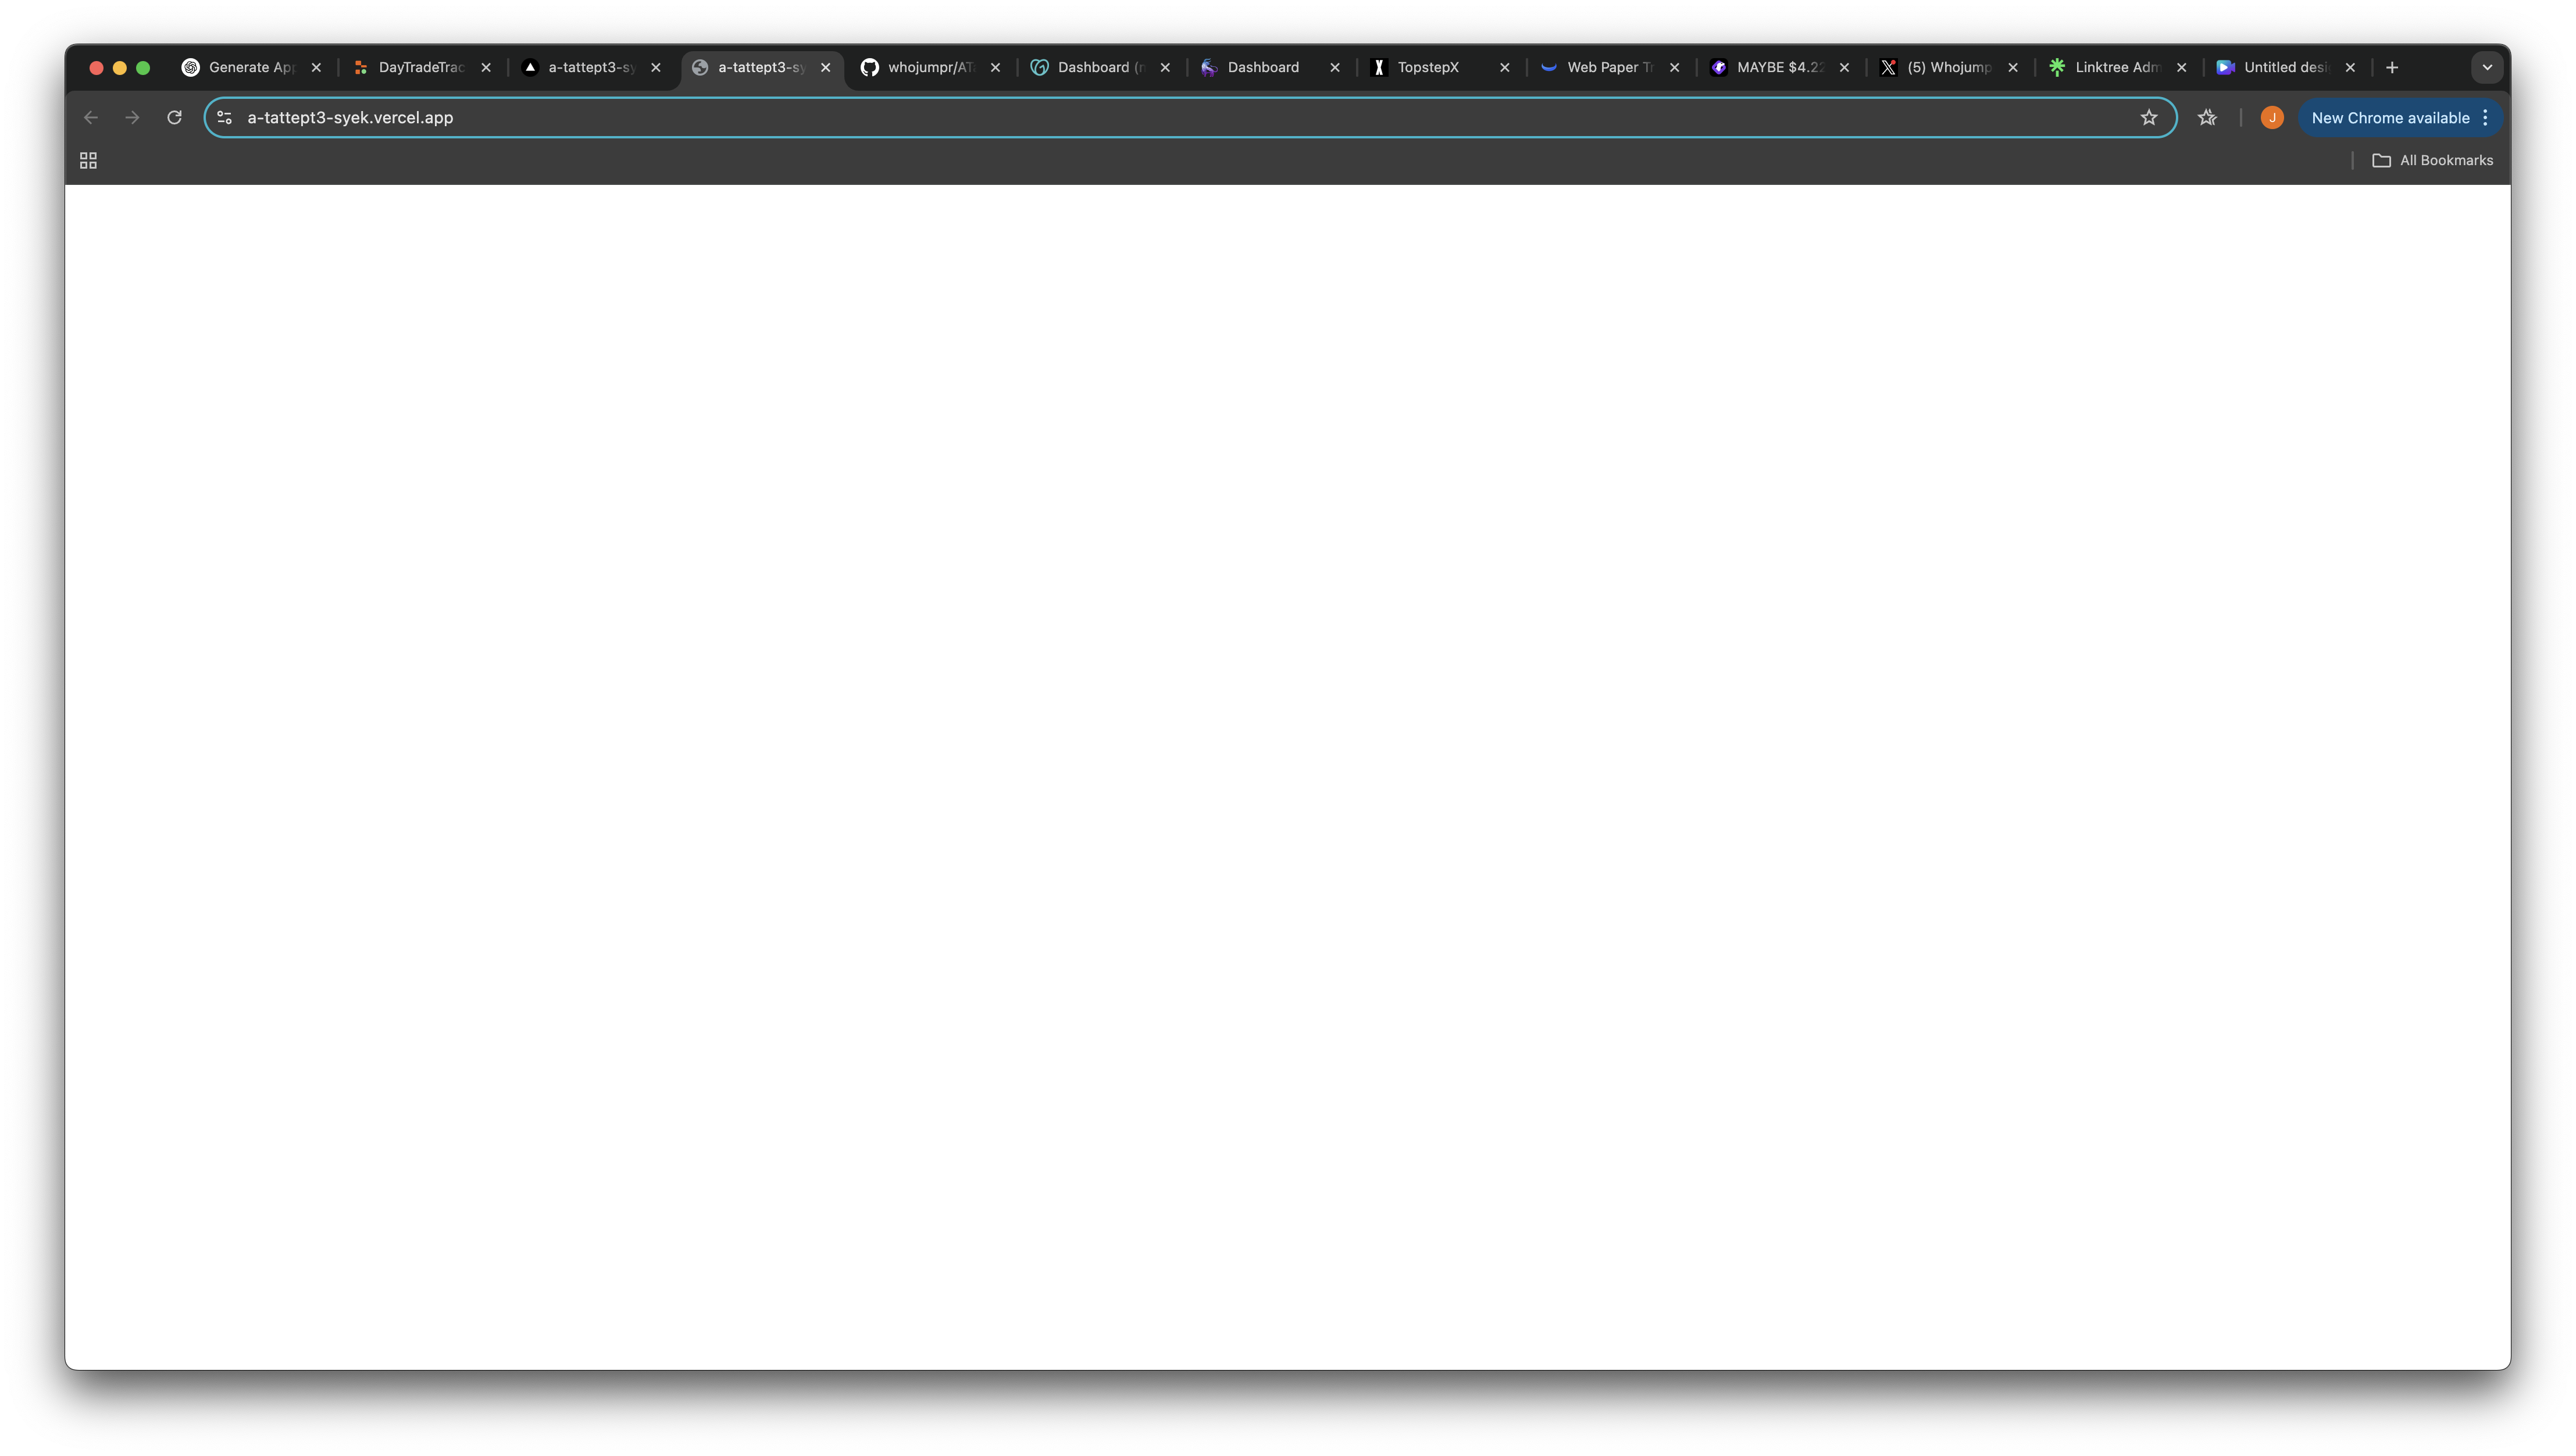 Generate App
DayTradeTrac
a-tattept3-sy
a-tattept3-sy
whojumpr/AT
Dashboard (
Dashboard
TopstepX
Web Paper Tr
MAYBE $4.22
(5) Whojump
Linktree Adm
Untitled desi
a-tattept3-syek.vercel.app
J
New Chrome available
All Bookmarks